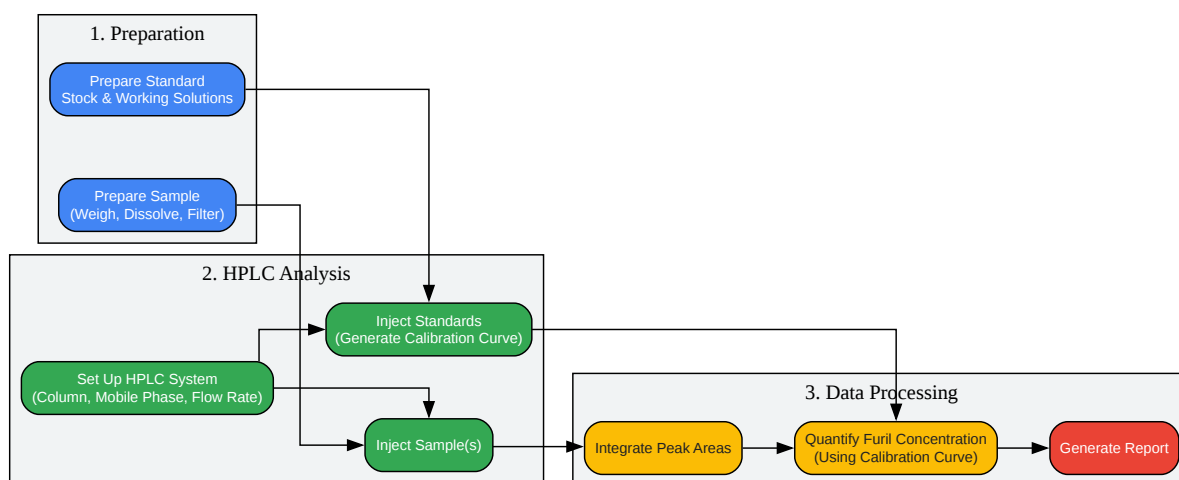 1. Preparation
Prepare Standard
Stock & Working Solutions
Prepare Sample
(Weigh, Dissolve, Filter)
2. HPLC Analysis
Inject Standards
(Generate Calibration Curve)
Set Up HPLC System
(Column, Mobile Phase, Flow Rate)
Inject Sample(s)
3. Data Processing
Integrate Peak Areas
Quantify Furil Concentration
(Using Calibration Curve)
Generate Report